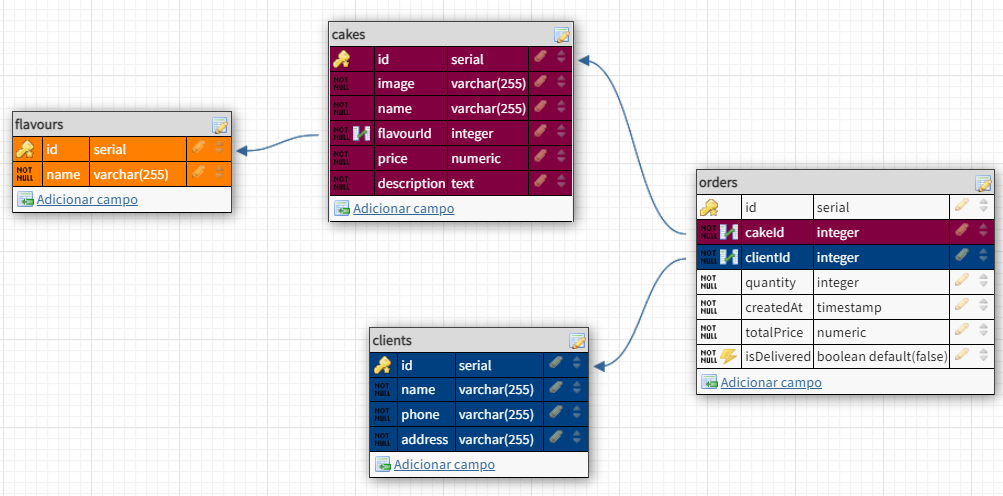 cakes
id serial
NOT NULL image varchar(255)
NOT NULL name varchar(255)
NOT NULL flavourId integer
NOT NULL price numeric
NOT NULL description text
Adicionar campo
flavours
id serial
NOT NULL name varchar(255)
Adicionar campo
orders
id serial
NOT NULL cakeId integer
NOT NULL clientId integer
NOT NULL quantity integer
NOT NULL createdAt timestamp
NOT NULL totalPrice numeric
NOT NULL isDelivered boolean default(false)
Adicionar campo
clients
id serial
NOT NULL name varchar(255)
NOT NULL phone varchar(255)
NOT NULL address varchar(255)
Adicionar campo